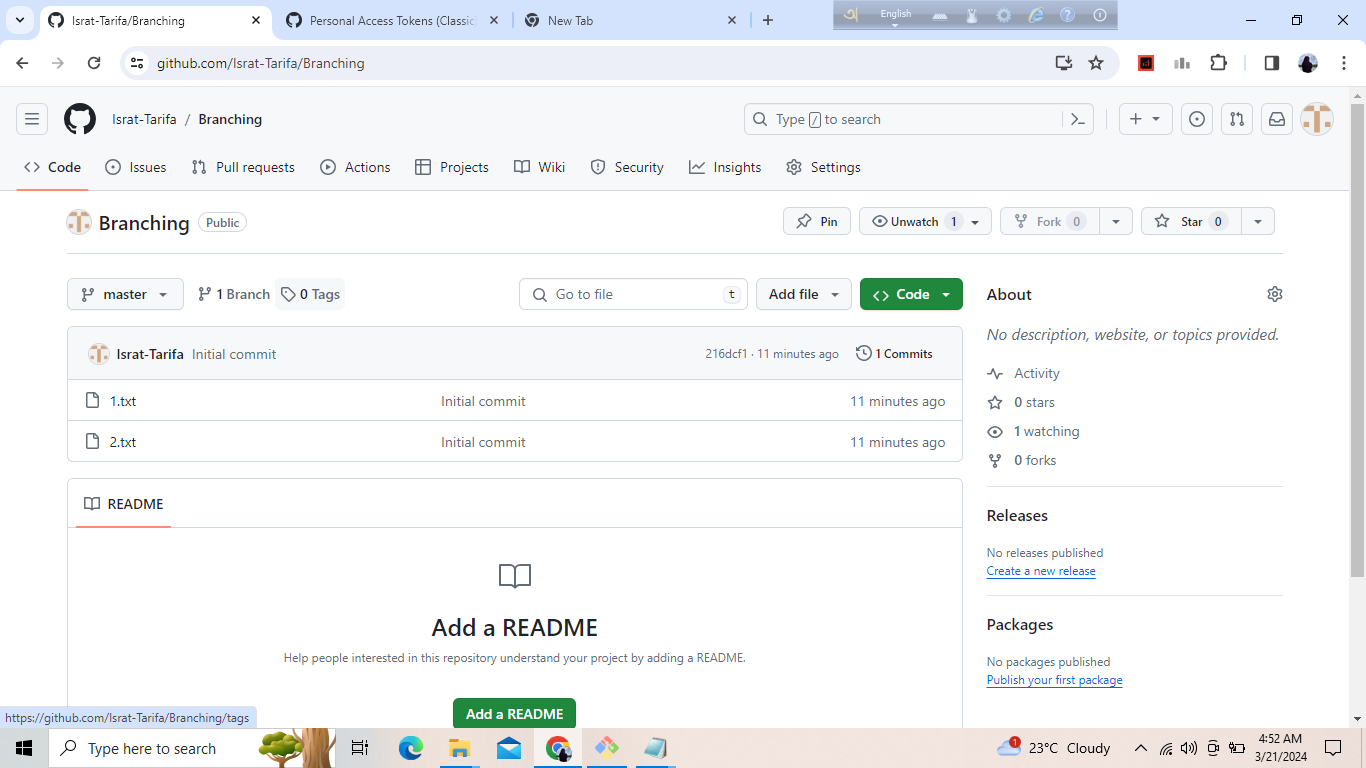 Israt-Tarifa/Branching
Personal Access Tokens (Classic)
New Tab
English
github.com/Israt-Tarifa/Branching
Israt-Tarifa / Branching
Type / to search
Code
Issues
Pull requests
Actions
Projects
Wiki
Security
Insights
Settings
Branching
Public
Pin
Unwatch 1
Fork 0
Star 0
master
1 Branch
0 Tags
Go to file
t
Add file
Code
About
No description, website, or topics provided.
Israt-Tarifa Initial commit
216dcf1 · 11 minutes ago
1 Commits
1.txt
Initial commit
11 minutes ago
2.txt
Initial commit
11 minutes ago
Activity
0 stars
1 watching
0 forks
README
Add a README
Help people interested in this repository understand your project by adding a README.
Add a README
Releases
No releases published
Create a new release
Packages
No packages published
Publish your first package
https://github.com/Israt-Tarifa/Branching/tags
Type here to search
1
23°C Cloudy
4:52 AM
3/21/2024